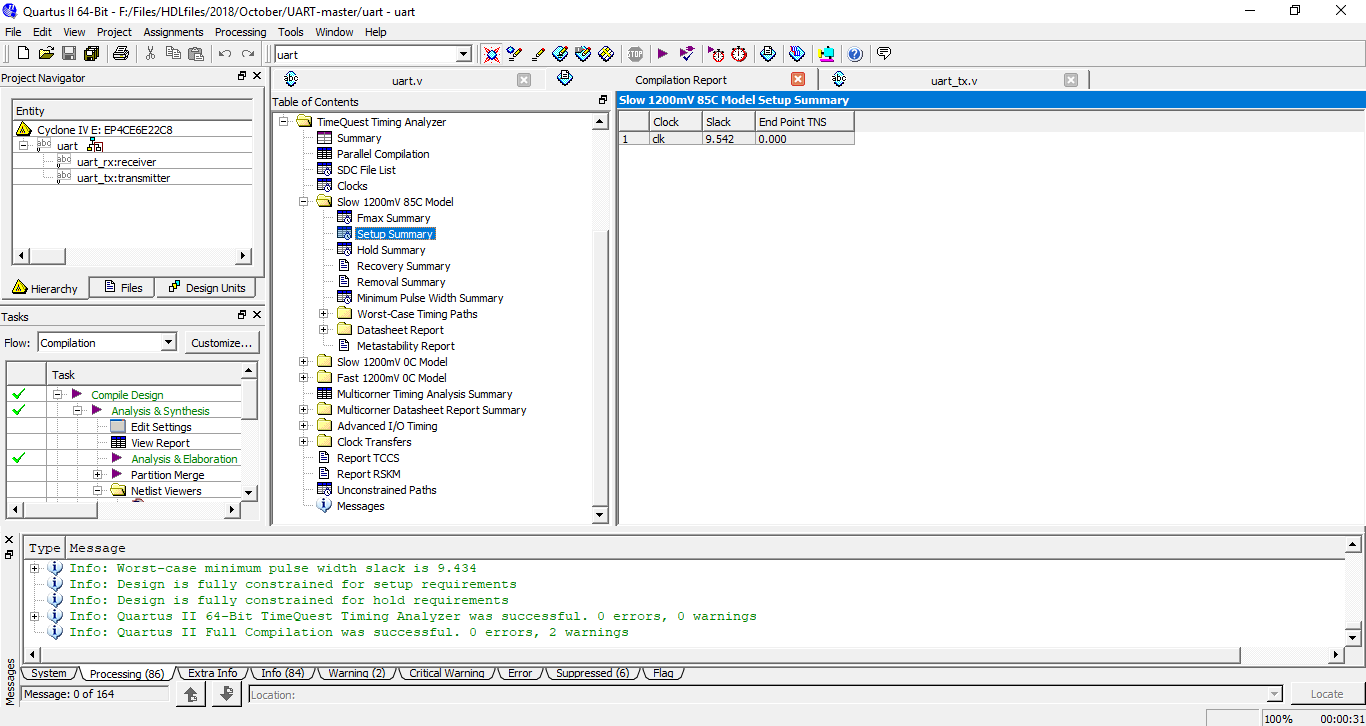 Quartus II 64-Bit - F:/Files/HDLfiles/2018/October/UART-master/uart - uart
File Edit View Project Assignments Processing Tools Window Help
uart
STOP
Project Navigator
Entity
Cyclone IV E: EP4CE6E22C8
uart
uart_rx:receiver
uart_tx:transmitter
Hierarchy Files Design Units
Tasks
Flow: Compilation Customize...
Task
Compile Design
Analysis & Synthesis
Edit Settings
View Report
Analysis & Elaboration
Partition Merge
Netlist Viewers
uart.v Compilation Report uart_tx.v
Table of Contents
TimeQuest Timing Analyzer
Summary
Parallel Compilation
SDC File List
Clocks
Slow 1200mV 85C Model
Fmax Summary
Setup Summary
Hold Summary
Recovery Summary
Removal Summary
Minimum Pulse Width Summary
Worst-Case Timing Paths
Datasheet Report
Metastability Report
Slow 1200mV 0C Model
Fast 1200mV 0C Model
Multicorner Timing Analysis Summary
Multicorner Datasheet Report Summary
Advanced I/O Timing
Clock Transfers
Report TCCS
Report RSKM
Unconstrained Paths
Messages
Slow 1200mV 85C Model Setup Summary
Clock Slack End Point TNS
1 clk 9.542 0.000
Type Message
Info: Worst-case minimum pulse width slack is 9.434
Info: Design is fully constrained for setup requirements
Info: Design is fully constrained for hold requirements
Info: Quartus II 64-Bit TimeQuest Timing Analyzer was successful. 0 errors, 0 warnings
Info: Quartus II Full Compilation was successful. 0 errors, 2 warnings
Messages
System Processing (86) Extra Info Info (84) Warning (2) Critical Warning Error Suppressed (6) Flag
Message: 0 of 164 Location: Locate
100% 00:00:31